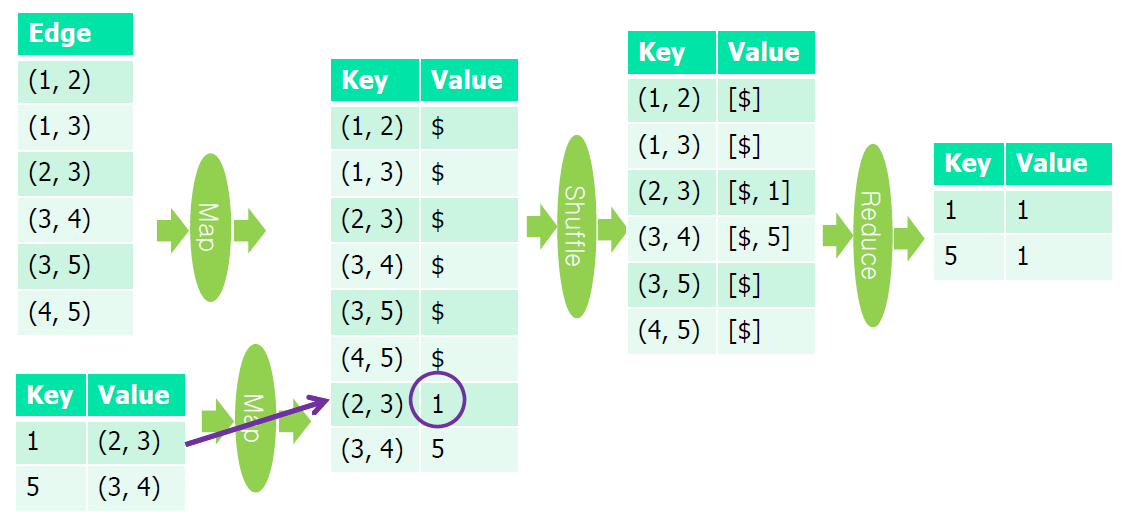 Edge
(1, 2)
(1, 3)
(2, 3)
(3, 4)
(3, 5)
(4, 5)
Map
Key Value
1 (2, 3)
5 (3, 4)
Map
Key Value
(1, 2) $
(1, 3) $
(2, 3) $
(3, 4) $
(3, 5) $
(4, 5) $
(2, 3) 1
(3, 4) 5
Shuffle
Key Value
(1, 2) [$]
(1, 3) [$]
(2, 3) [$, 1]
(3, 4) [$, 5]
(3, 5) [$]
(4, 5) [$]
Reduce
Key Value
1 1
5 1